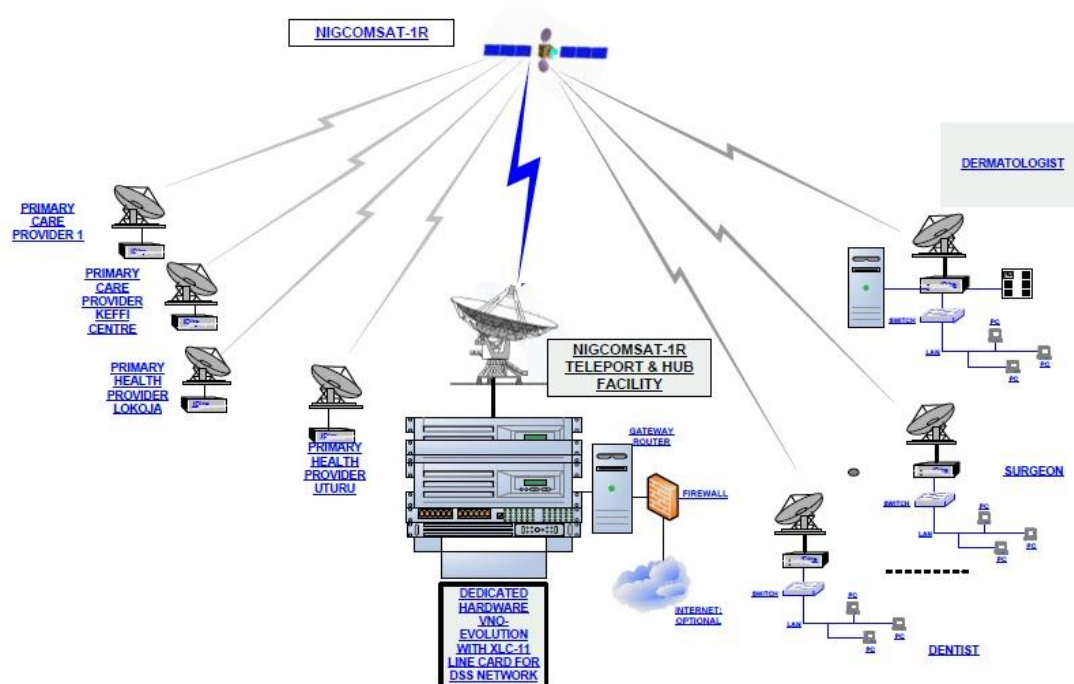 NIGCOMSAT-1R
DERMATOLOGIST
PRIMARY
CARE
PROVIDER 1
PRIMARY
CARE
PROVIDER
KEFFI
CENTRE
SWITCH
PC
LAN
PC
PC
NIGCOMSAT-1R
TELEPORT & HUB
FACILITY
PRIMARY
HEALTH
PROVIDER
LOKOJA
PRIMARY
HEALTH
PROVIDER
UTURU
GATEWAY
ROUTER
FIREWALL
SURGEON
SWITCH
PC
LAN
PC
PC
DEDICATED
HARDWARE
VNO-
EVOLUTION
WITH XLC-11
LINE CARD FOR
DSS NETWORK
INTERNET:
OPTIONAL
SWITCH
PC
LAN
PC
PC
DENTIST